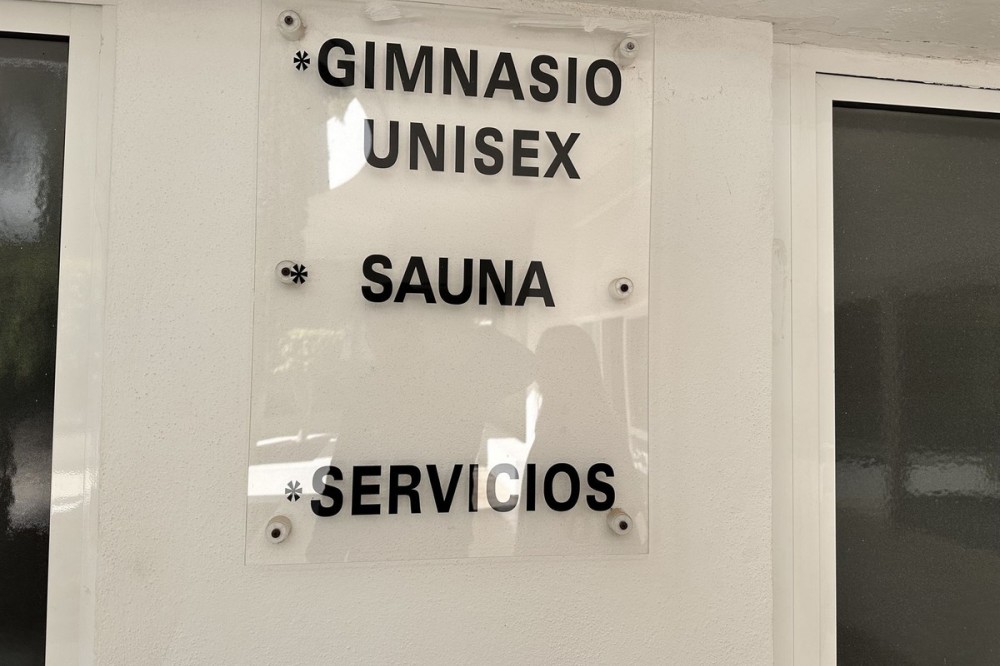 *GIMNASIO
UNISEX
* SAUNA
*SERVICIOS